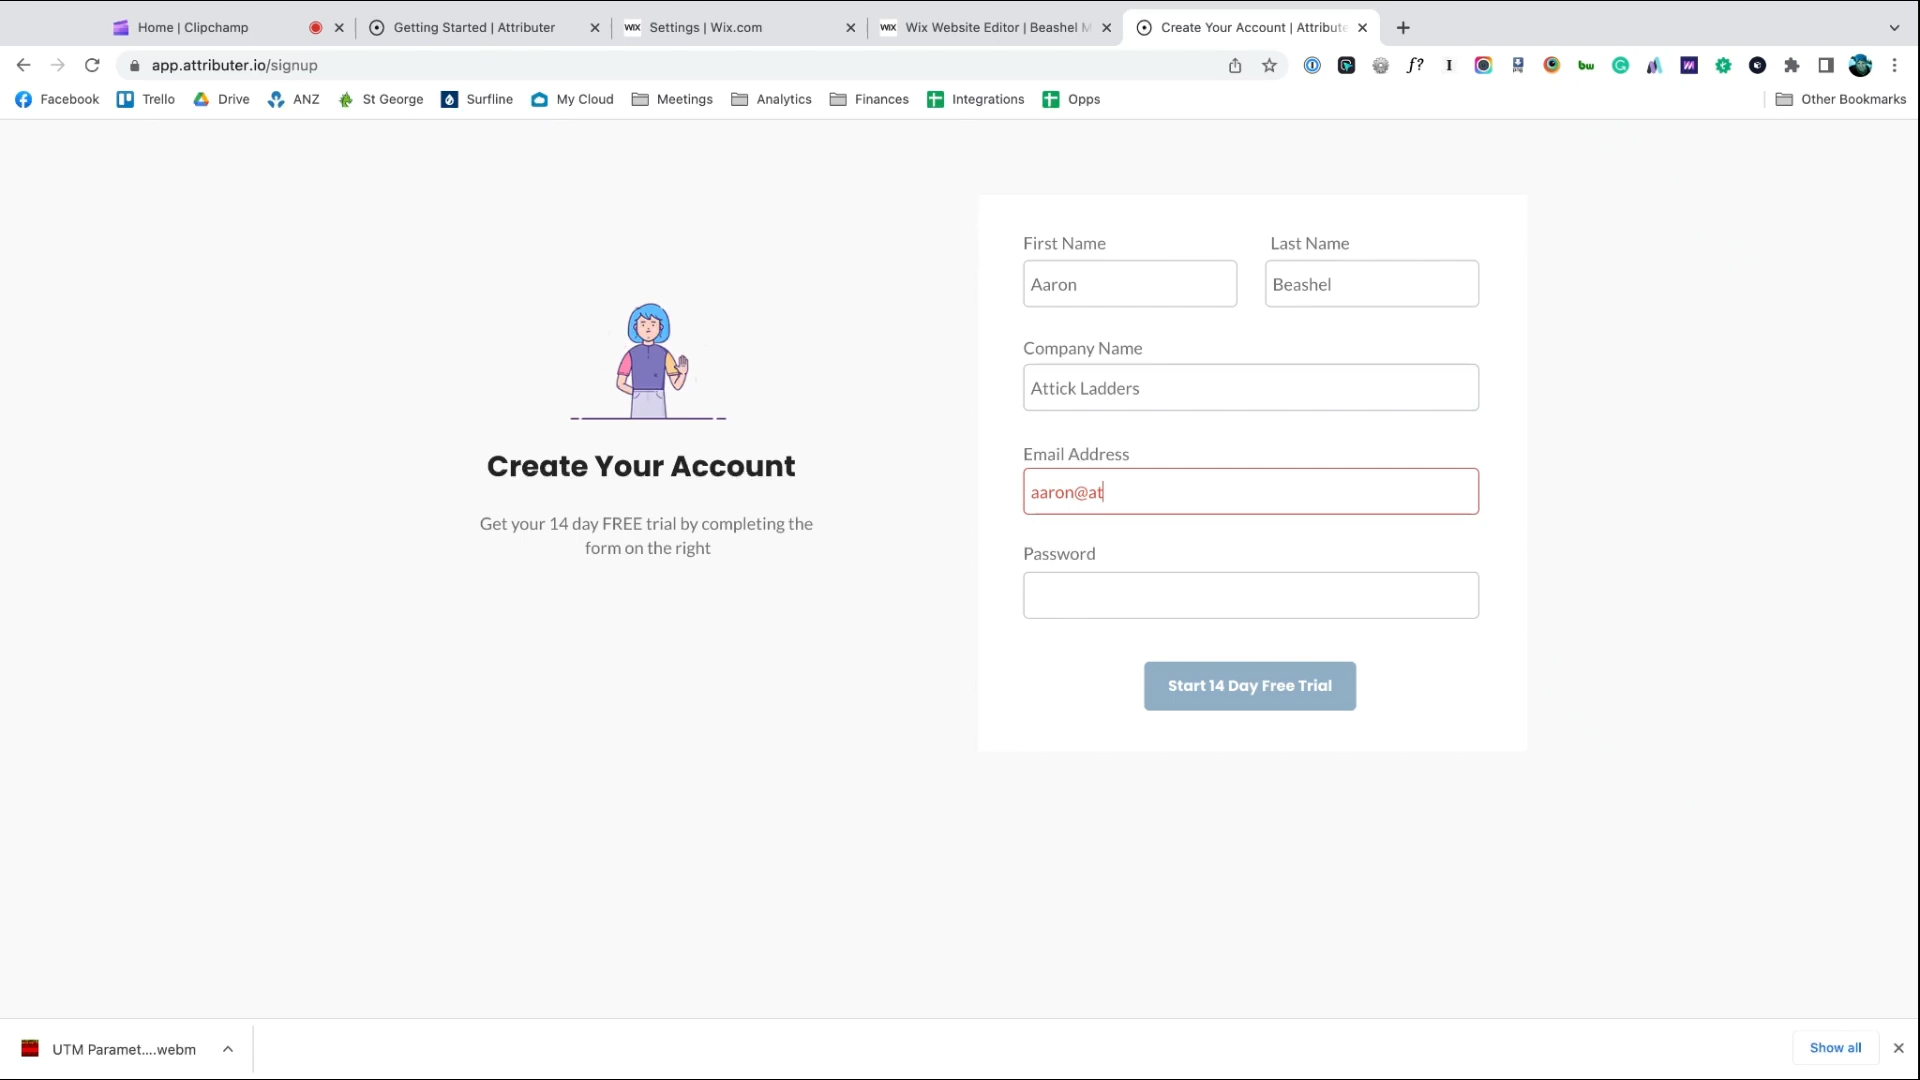 Home | Clipchamp
Getting Started | Attributer
WIX Settings | Wix.com
WIX Wix Website Editor | Beashel M
Create Your Account | Attribute
app.attributer.io/signup
f?
I
bw
Facebook
Trello
Drive
ANZ
St George
Surfline
My Cloud
Meetings
Analytics
Finances
Integrations
Opps
Other Bookmarks
First Name
Last Name
Aaron
Beashel
Company Name
Attick Ladders
Email Address
aaron@at
Password
Start 14 Day Free Trial
Create Your Account
Get your 14 day FREE trial by completing the
form on the right
UTM Paramet....webm
Show all